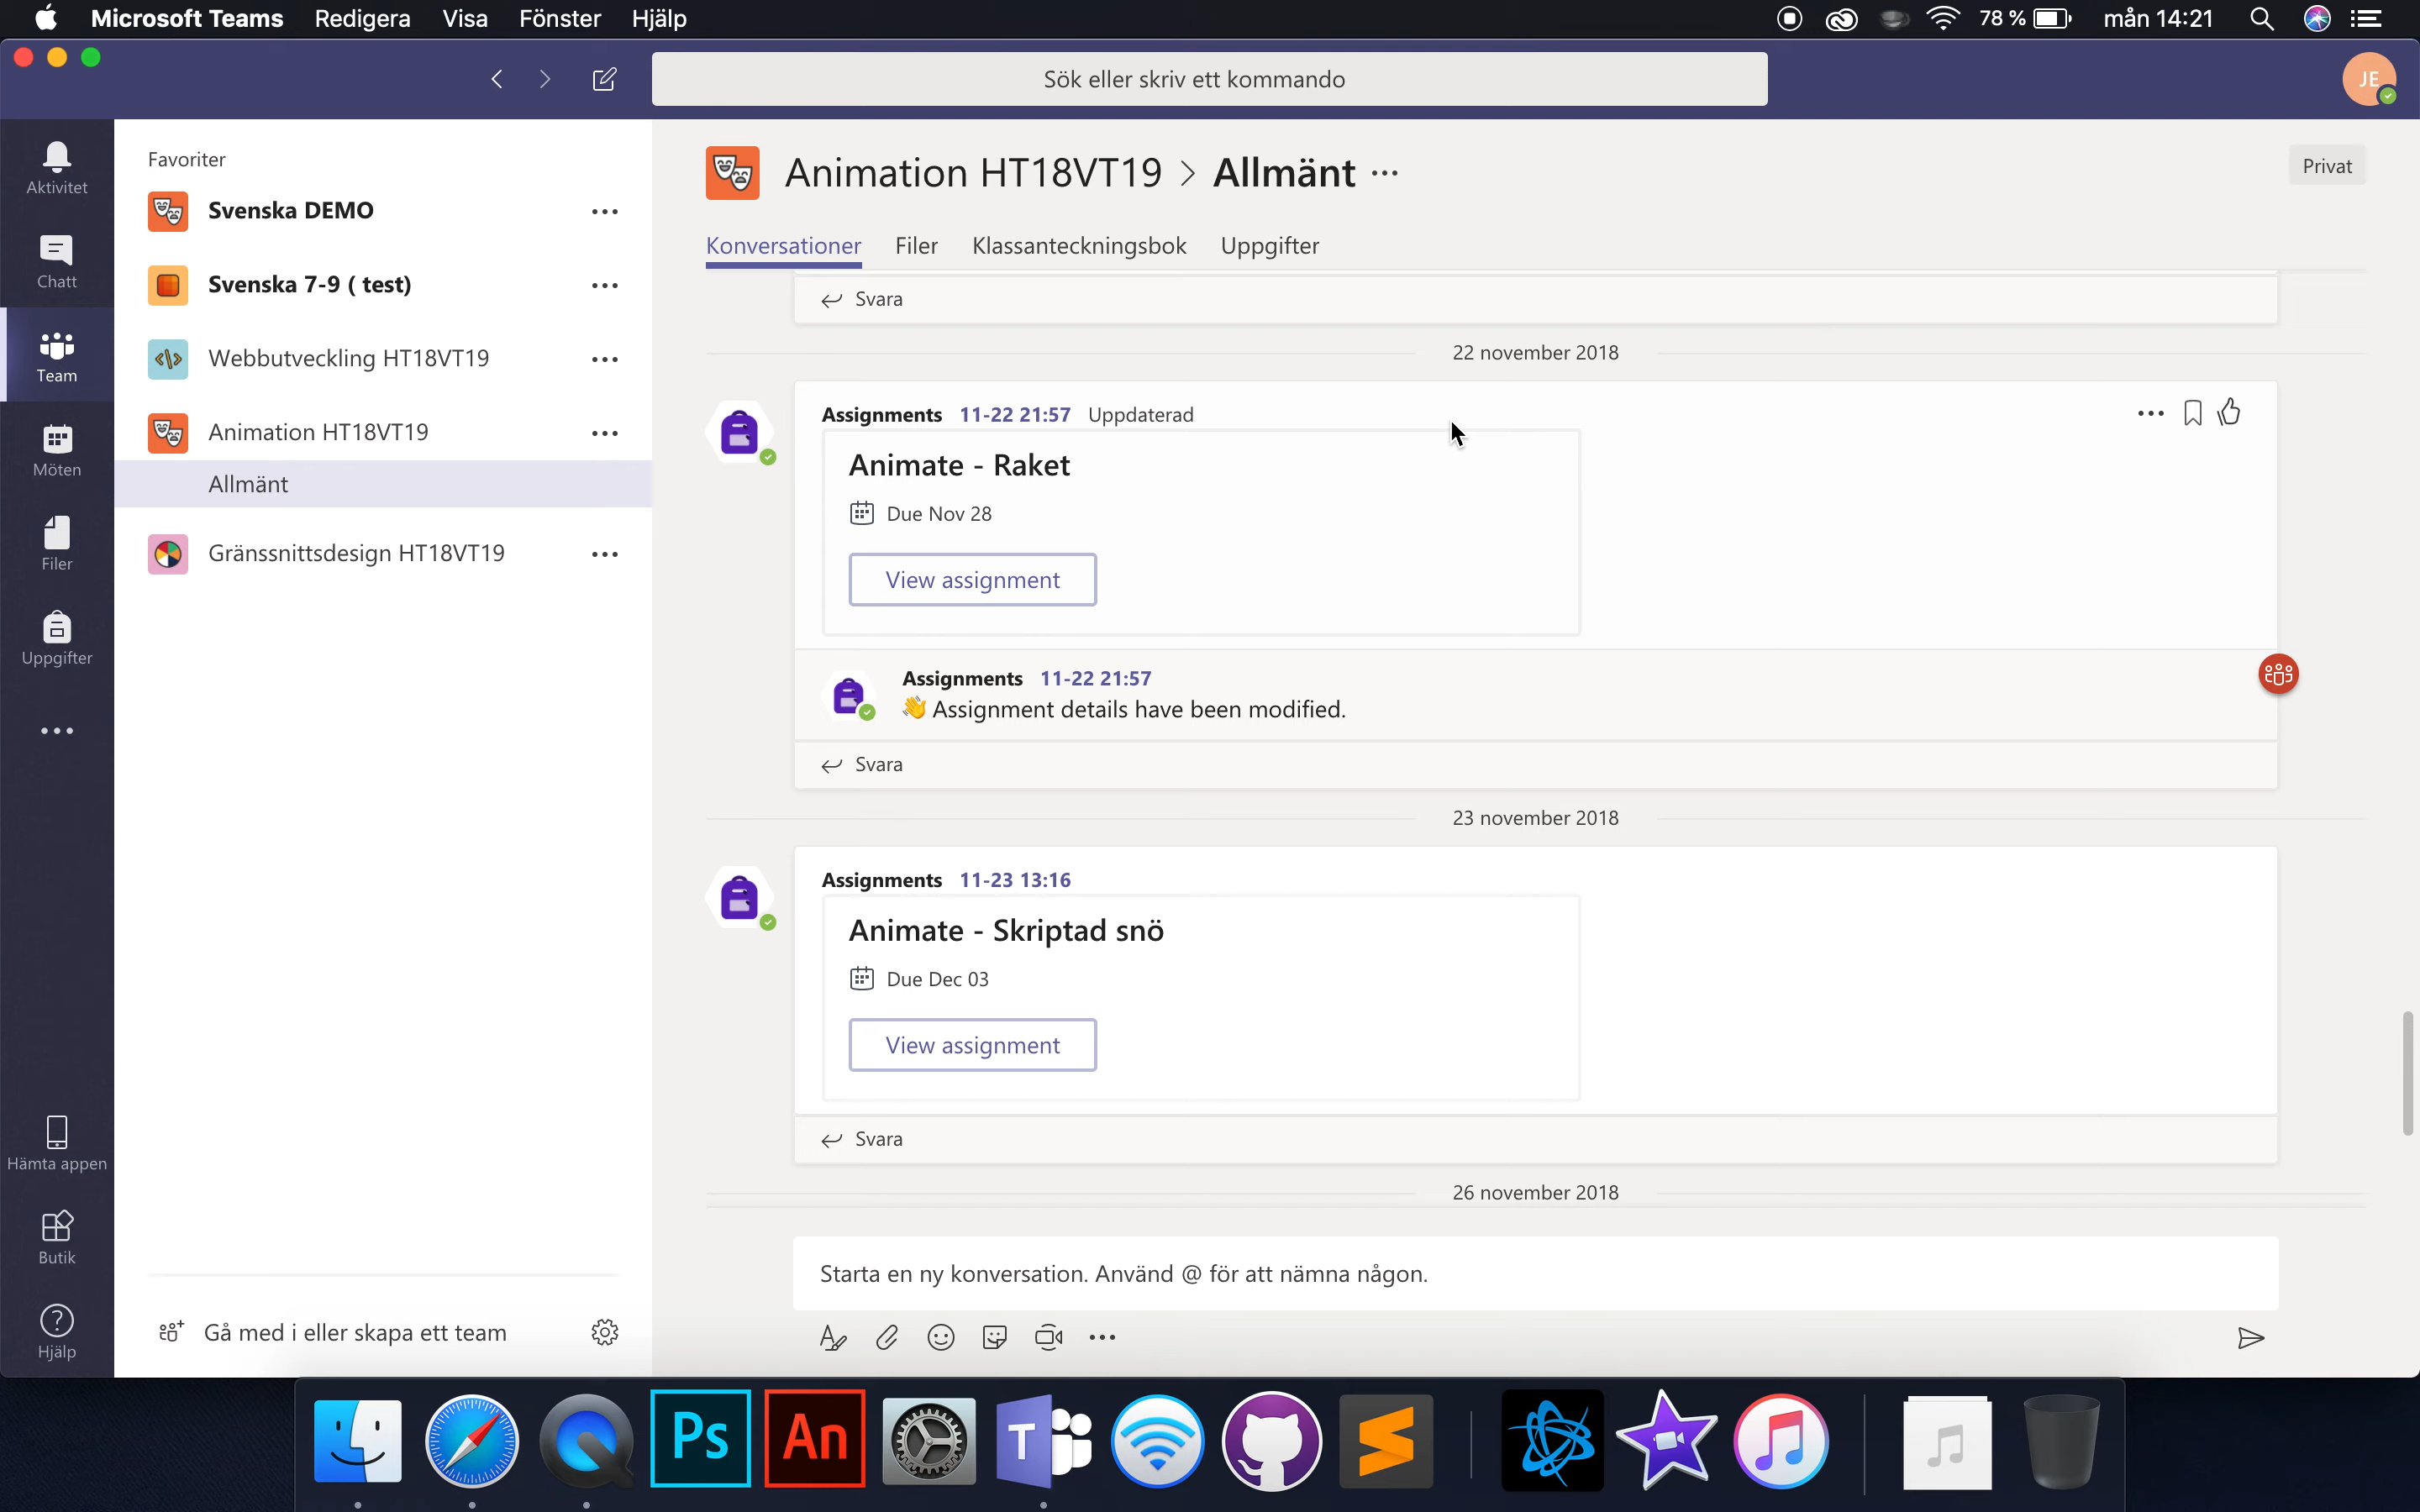 Microsoft Teams Redigera Visa Fönster Hjälp 78 % mån 14:21
Sök eller skriv ett kommando JE
Aktivitet
Chatt
Team
Möten
Filer
Uppgifter
Hämta appen
Butik
Hjälp
Favoriter
Svenska DEMO
Svenska 7-9 ( test)
Webbutveckling HT18VT19
Animation HT18VT19
Allmänt
Gränssnittsdesign HT18VT19
Gå med i eller skapa ett team
Animation HT18VT19 > Allmänt ···
Privat
Konversationer Filer Klassanteckningsbok Uppgifter
Svara
22 november 2018
Assignments 11-22 21:57 Uppdaterad
Animate - Raket
Due Nov 28
View assignment
Assignments 11-22 21:57
👋 Assignment details have been modified.
Svara
23 november 2018
Assignments 11-23 13:16
Animate - Skriptad snö
Due Dec 03
View assignment
Svara
26 november 2018
Starta en ny konversation. Använd @ för att nämna någon.
Ps An T